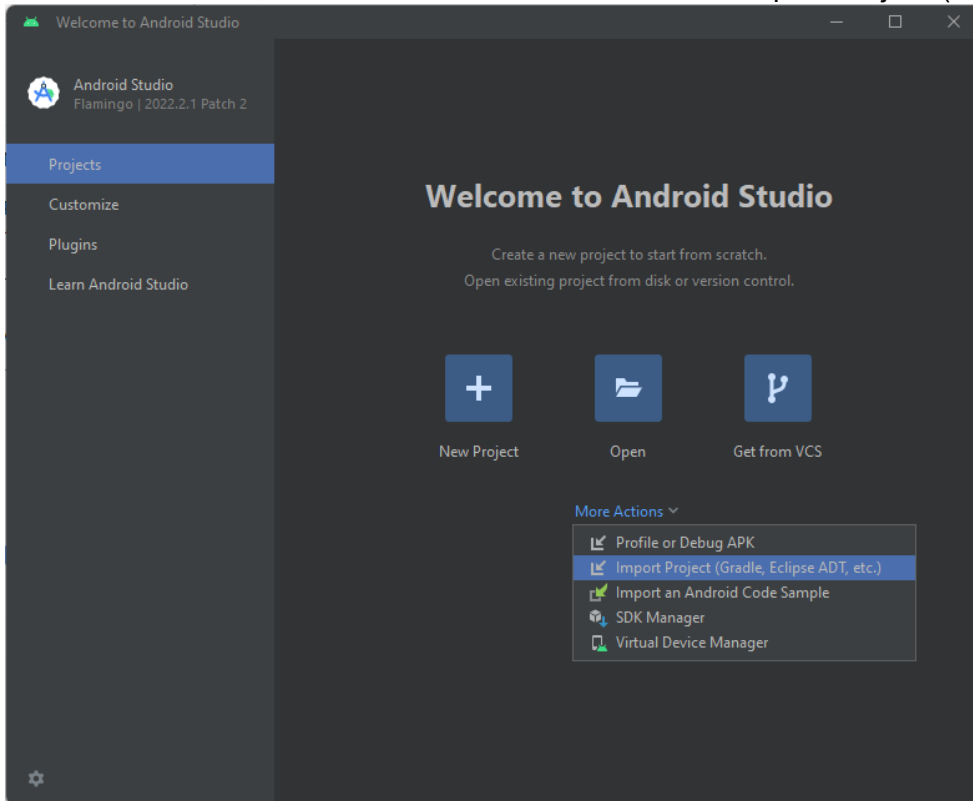 Welcome to Android Studio
Android Studio
Flamingo | 2022.2.1 Patch 2
Projects
Customize
Plugins
Learn Android Studio
Welcome to Android Studio
Create a new project to start from scratch.
Open existing project from disk or version control.
New Project
Open
Get from VCS
More Actions
Profile or Debug APK
Import Project (Gradle, Eclipse ADT, etc.)
Import an Android Code Sample
SDK Manager
Virtual Device Manager